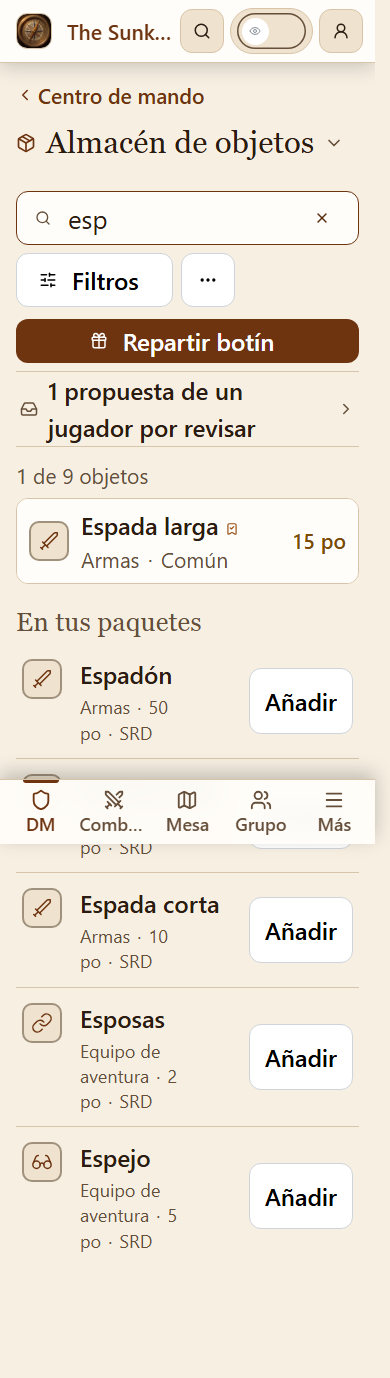 The Sunk...
Centro de mando
Almacén de objetos
esp
Filtros
Repartir botín
1 propuesta de un
jugador por revisar
1 de 9 objetos
Espada larga
15 po
Armas · Común
En tus paquetes
Espadón
Armas · 50
po · SRD
Añadir
DM
Comb...
Mesa
Grupo
Más
po · SRD
Espada corta
Armas · 10
po · SRD
Añadir
Esposas
Equipo de
aventura · 2
po · SRD
Añadir
Espejo
Equipo de
aventura · 5
po · SRD
Añadir